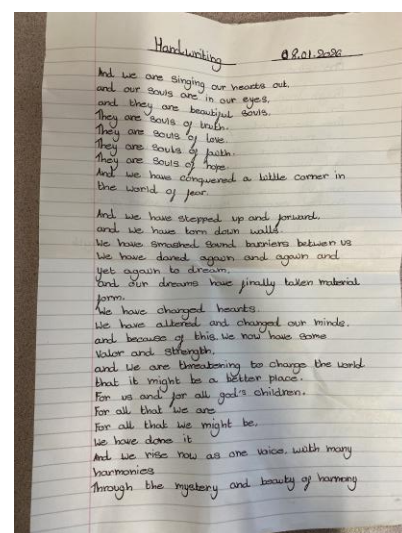 Handwriting 08.01.2026
And we are singing our hearts out,
and our souls are in our eyes,
and they are beautiful souls.
They are souls of truth.
They are souls of love.
They are souls of faith.
They are souls of hope.
And we have conquered a little corner in
the world of fear.
And we have stepped up and forward,
and we have torn down walls.
We have smashed sound barriers between us
We have dared again and again and
yet again to dream.
and our dreams have finally taken material
form.
We have changed hearts.
We have altered and changed our minds.
and because of this we now have some
valor and strength,
and we are threatening to change the world
that it might be a better place.
For us and for all god's children.
For all that we are
For all that we might be.
We have done it
And we rise now as one voice, with many
harmonies
Through the mystery and beauty of harmony